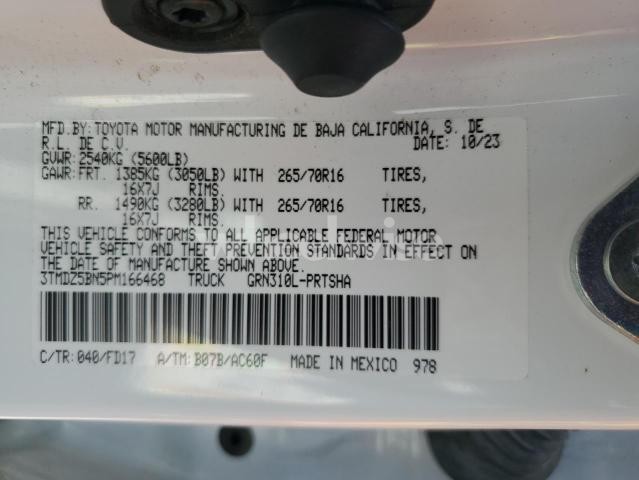 MFD.BY: TOYOTA MOTOR MANUFACTURING DE BAJA CALIFORNIA, S. DE
R.L. DE C.V. DATE: 10/23
GVWR: 2540KG (5600LB)
GAWR: FRT. 1385KG (3050LB) WITH 265/70R16 TIRES,
16X7J RIMS.
RR. 1490KG (3280LB) WITH 265/70R16 TIRES,
16X7J RIMS.
THIS VEHICLE CONFORMS TO ALL APPLICABLE FEDERAL MOTOR
VEHICLE SAFETY AND THEFT PREVENTION STANDARDS IN EFFECT ON
THE DATE OF MANUFACTURE SHOWN ABOVE.
3TMDZ5BN5PM166468 TRUCK GRN310L-PRTSHA
C/TR: 040/FD17 A/TM: B07B/AC60F MADE IN MEXICO 978